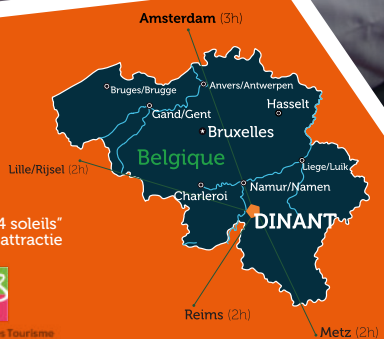 Amsterdam (3h)
Bruges/Brugge
Anvers/Antwerpen
Gand/Gent
Hasselt
Bruxelles
Belgique
Lille/Rijsel (2h)
Liege/Luik
Charleroi
Namur/Namen
DINANT
4 soleils"
attractie
Reims (2h)
s Tourisme
Metz (2h)